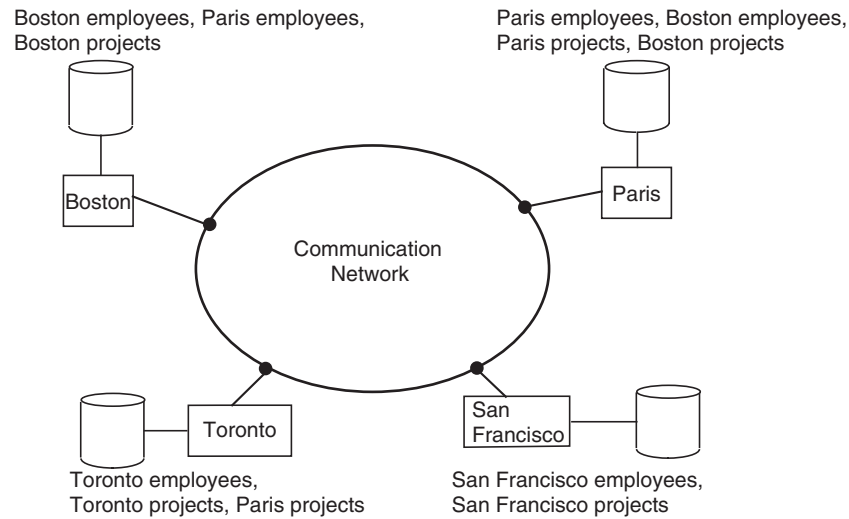 Boston employees, Paris employees,
Boston projects
Paris employees, Boston employees,
Paris projects, Boston projects
Boston
Paris
Communication
Network
Toronto
San
Francisco
Toronto employees,
Toronto projects, Paris projects
San Francisco employees,
San Francisco projects